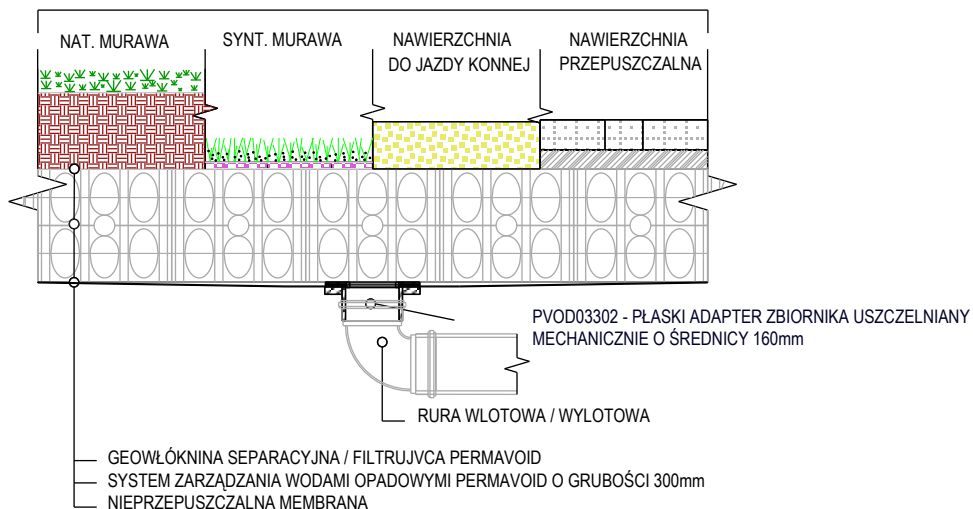 NAT. MURAWA
SYNT. MURAWA
NAWIERZCHNIA
DO JAZDY KONNEJ
NAWIERZCHNIA
PRZEPUSZCZALNA
PVOD03302 - PŁASKI ADAPTER ZBIORNIKA USZCZELNIANY
MECHANICZNIE O ŚREDNICY 160mm
RURA WLOTOWA / WYLOTOWA
GEOWŁÓKNINA SEPARACYJNA / FILTRUJVCA PERMAVOID
SYSTEM ZARZĄDZANIA WODAMI OPADOWYMI PERMAVOID O GRUBOŚCI 300mm
NIEPRZEPUSZCZALNA MEMBRANA